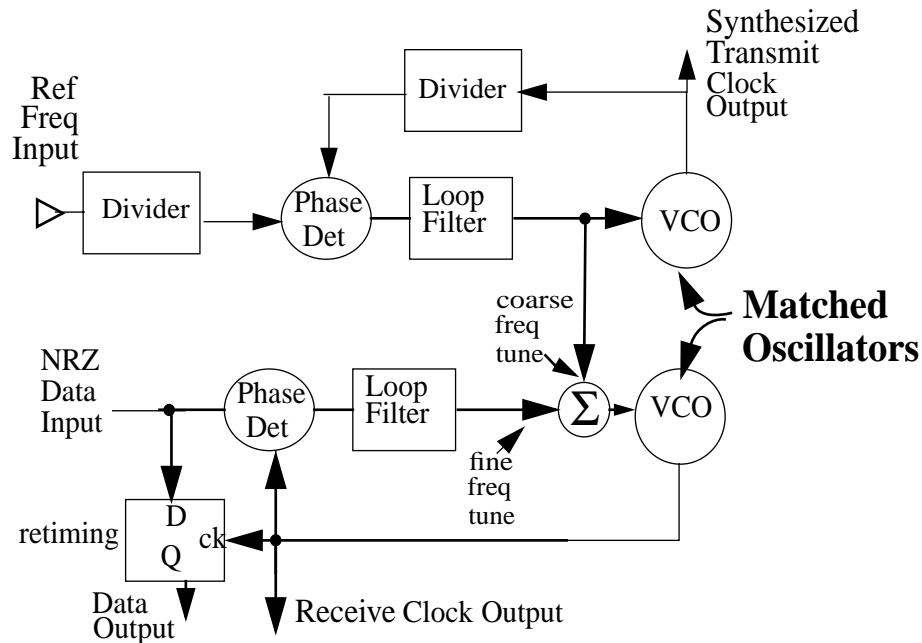 Synthesized
Transmit
Clock
Output
Ref
Freq
Input
Divider
Divider
Phase
Det
Loop
Filter
VCO
coarse
freq
tune
Matched
Oscillators
NRZ
Data
Input
Phase
Det
Loop
Filter
Σ
VCO
fine
freq
tune
retiming
D
Q
ck
Data
Output
Receive Clock Output